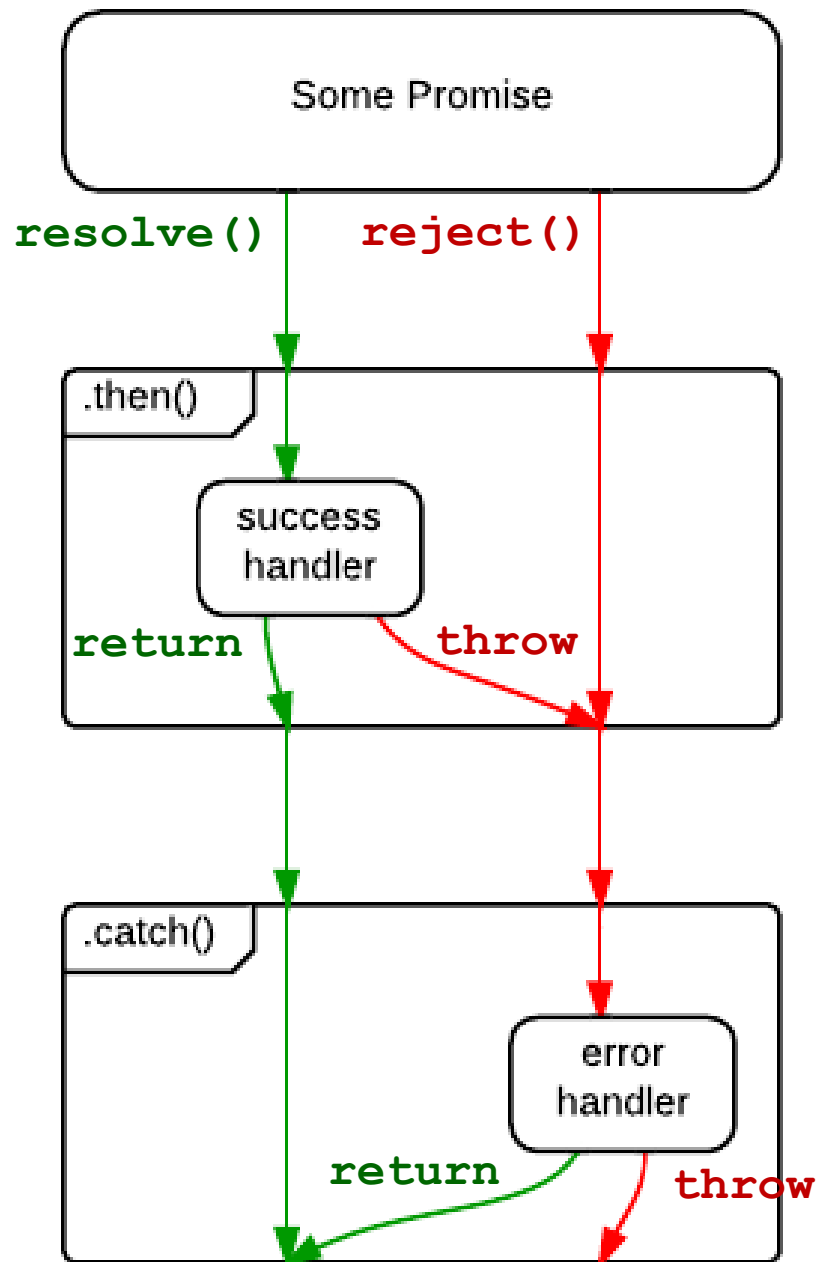 Some Promise
resolve() reject()
.then()
success
handler
return throw
.catch()
error
handler
return throw